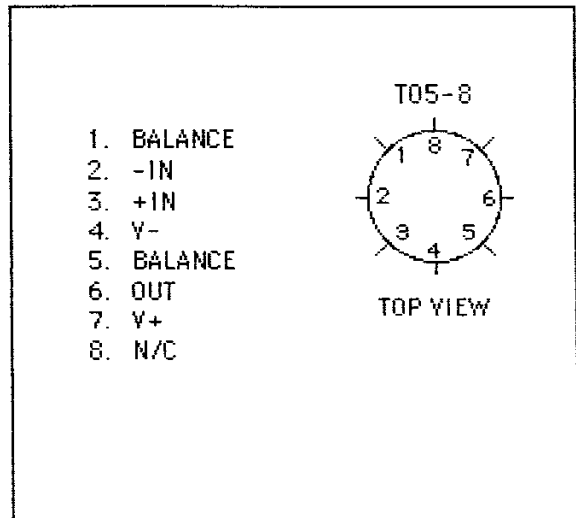 1. BALANCE
2. -IN
3. +IN
4. V-
5. BALANCE
6. OUT
7. V+
8. N/C
T05-8
8
1 7
2 6
3 5
4
TOP VIEW